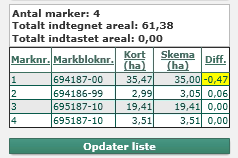 Antal marker: 4
Totalt indtegnet areal: 61,38
Totalt indtastet areal: 0,00
Marknr. Markbloknr. Kort (ha) Skema (ha) Diff.
1 694187-00 35,47 35,00 -0,47
2 694186-99 2,99 3,05 0,06
3 695187-10 19,41 19,41 0,00
4 695187-10 3,51 3,51 0,00
Opdater liste